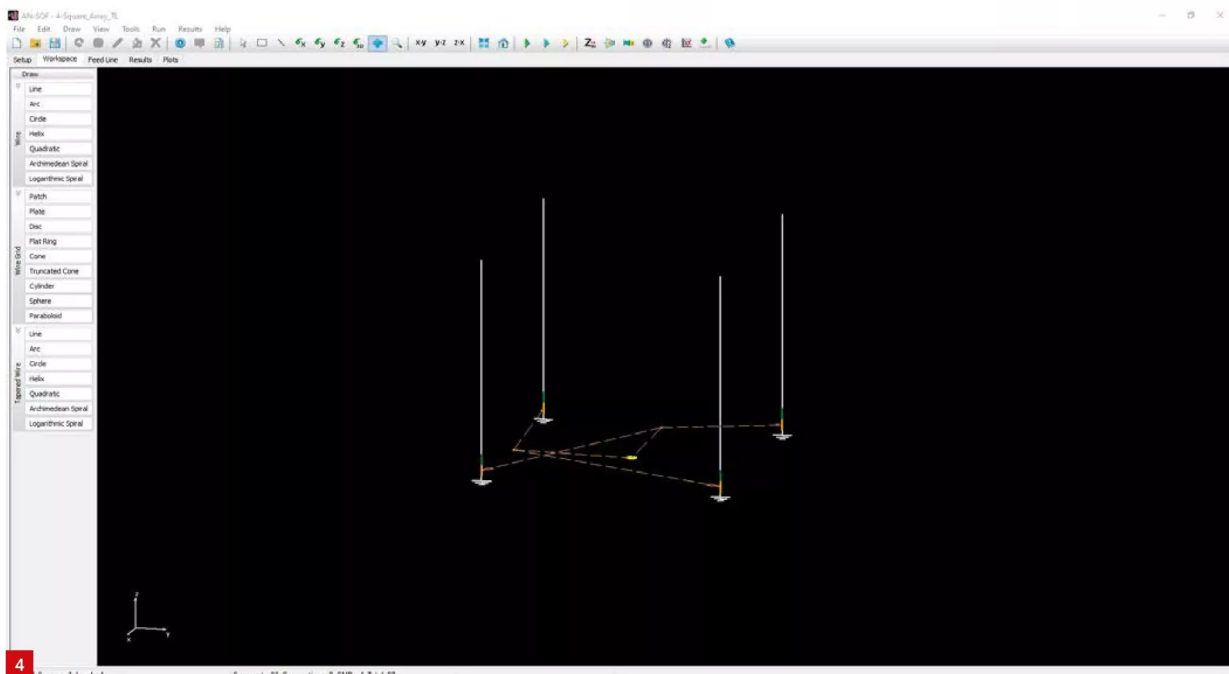 AN-SOF - 4-Square_Array_TL
File Edit Draw View Tools Run Results Help
x-y y-z z-x
Setup Workspace Feed Line Results Plots
Draw
Wire
Line
Arc
Circle
Helix
Quadratic
Archimedean Spiral
Logarithmic Spiral
Wire Grid
Patch
Plate
Disc
Flat Ring
Cone
Truncated Cone
Cylinder
Sphere
Paraboloid
Tapered Wire
Line
Arc
Circle
Helix
Quadratic
Archimedean Spiral
Logarithmic Spiral
z
x y
4